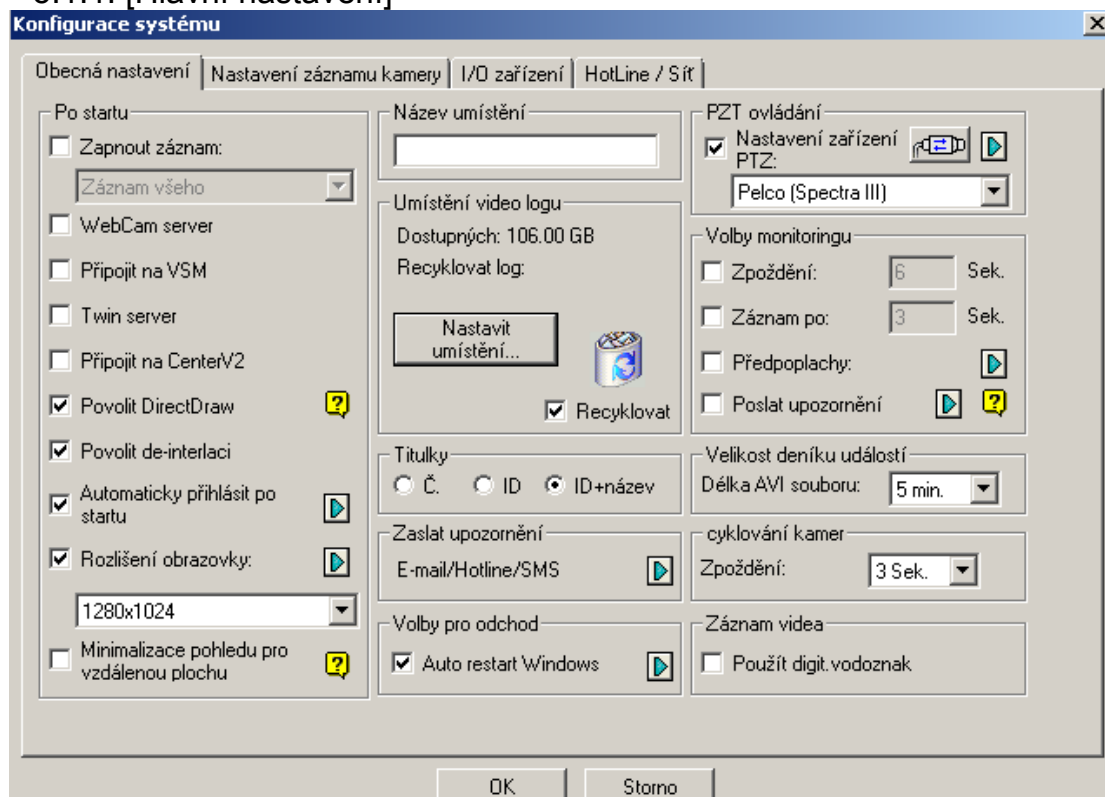 [Hlavní nastavení]
Konfigurace systému
Obecná nastavení
Nastavení záznamu kamery
I/O zařízení
HotLine / Síť
Po startu
Zapnout záznam:
Záznam všeho
WebCam server
Připojit na VSM
Twin server
Připojit na CenterV2
Povolit DirectDraw
Povolit de-interlaci
Automaticky přihlásit po
startu
Rozlišení obrazovky:
1280x1024
Minimalizace pohledu pro
vzdálenou plochu
Název umístění
Umístění video logu
Dostupných: 106.00 GB
Recyklovat log:
Nastavit
umístění...
Recyklovat
Titulky
Č. ID ID+název
Zaslat upozornění
E-mail/Hotline/SMS
Volby pro odchod
Auto restart Windows
PZT ovládání
Nastavení zařízení
PTZ:
Pelco (Spectra III)
Volby monitoringu
Zpoždění: 6 Sek.
Záznam po: 3 Sek.
Předpoplachy:
Poslat upozornění
Velikost deníku událostí
Délka AVI souboru: 5 min.
cyklování kamer
Zpoždění: 3 Sek.
Záznam videa
Použít digit.vodoznak
OK Storno